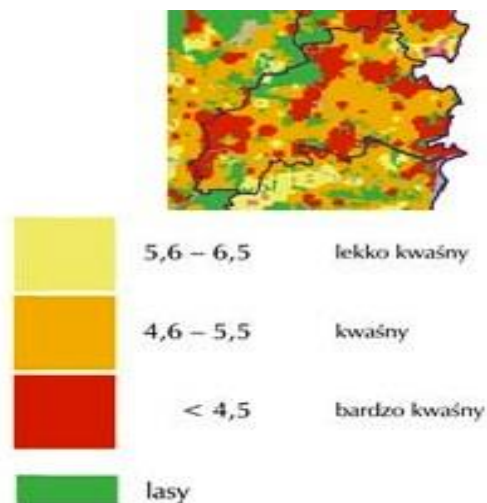 5,6 – 6,5 lekko kwaśny
4,6 – 5,5 kwaśny
< 4,5 bardzo kwaśny
lasy